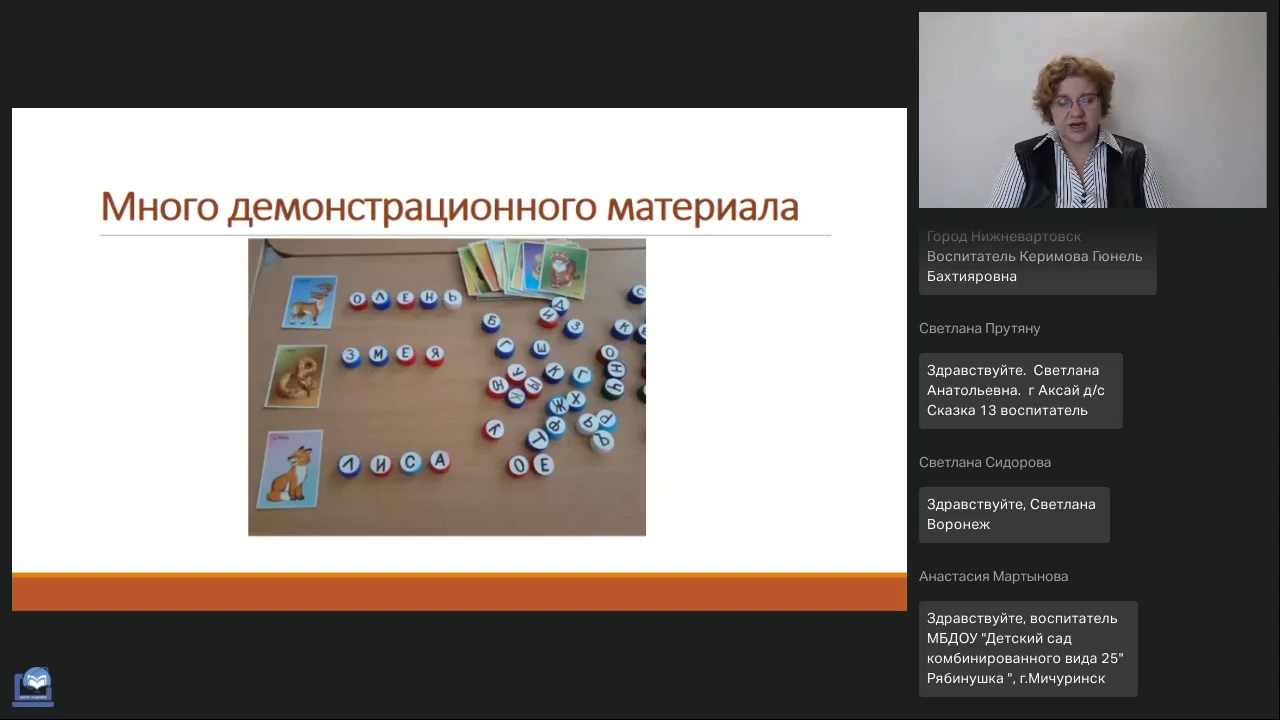 Много демонстрационного материала
ОЛЕНЬ
ЗМЕЯ
ЛИСА
Город Нижневартовск
Воспитатель Керимова Гюнель
Бахтияровна
Светлана Прутяну
Здравствуйте. Светлана
Анатольевна. г Аксай д/с
Сказка 13 воспитатель
Светлана Сидорова
Здравствуйте, Светлана
Воронеж
Анастасия Мартынова
Здравствуйте, воспитатель
МБДОУ "Детский сад
комбинированного вида 25"
Рябинушка ", г.Мичуринск